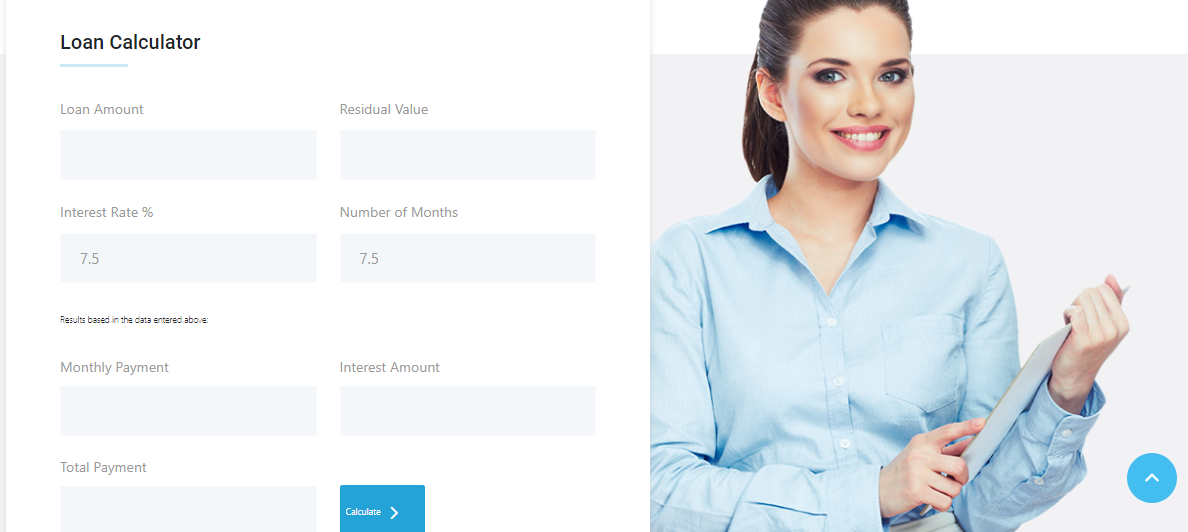 Loan Calculator
Loan Amount
Residual Value
Interest Rate %
Number of Months
7.5
7.5
Results based in the data entered above:
Monthly Payment
Interest Amount
Total Payment
Calculate